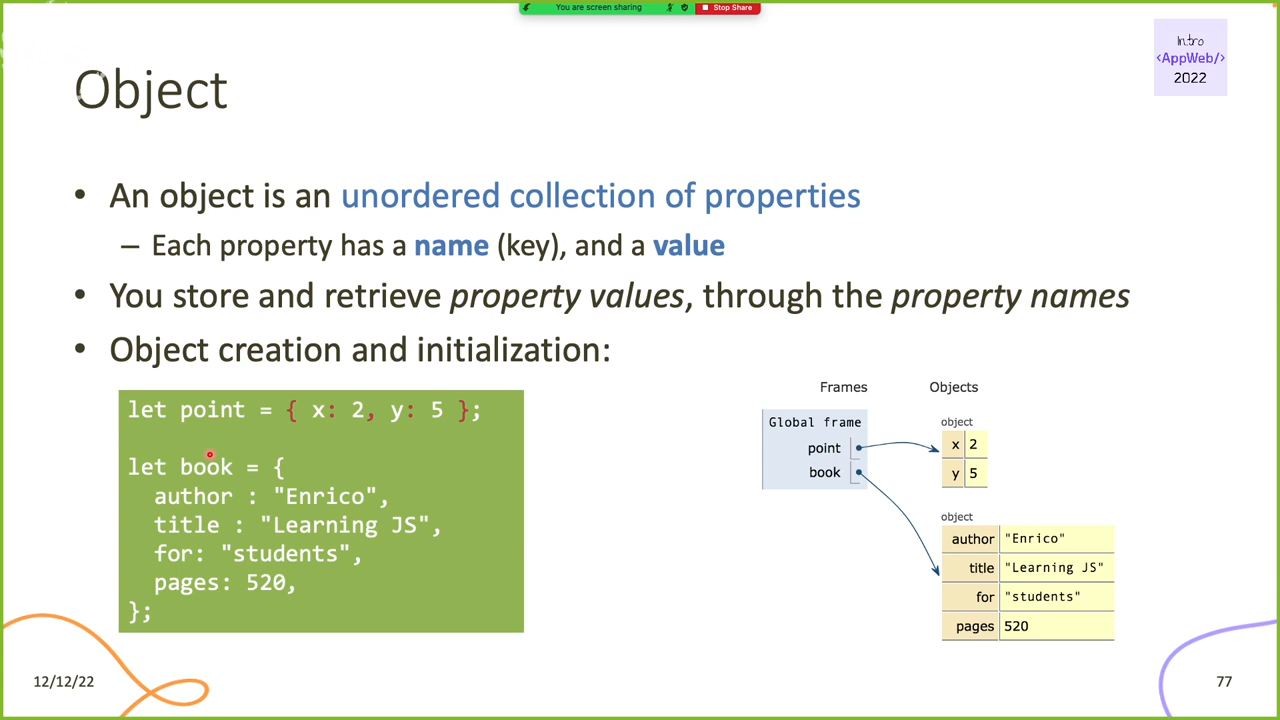 You are screen sharing
Stop Share
Intro
<AppWeb/>
2022
Object
• An object is an unordered collection of properties
– Each property has a name (key), and a value
• You store and retrieve property values, through the property names
• Object creation and initialization:
let point = { x: 2, y: 5 };
let book = {
author : "Enrico",
title : "Learning JS",
for: "students",
pages: 520,
};
Frames Objects
Global frame
point
book
object
x 2
y 5
object
author "Enrico"
title "Learning JS"
for "students"
pages 520
12/12/22
77